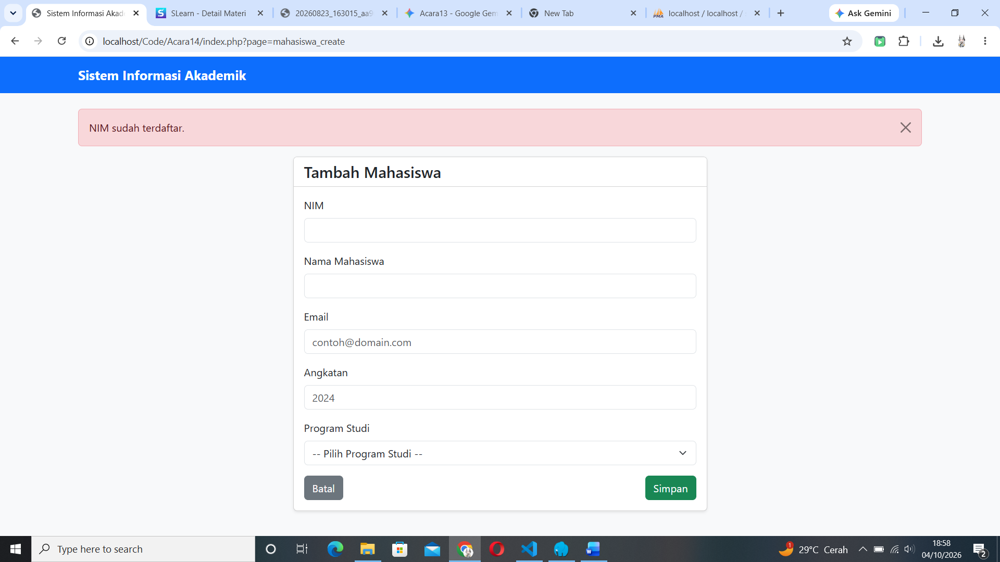 Sistem Informasi Akad
SLearn - Detail Materi
20260823_163015_aa9
Acara13 - Google Gem
New Tab
localhost / localhost /
Ask Gemini
localhost/Code/Acara14/index.php?page=mahasiswa_create
Sistem Informasi Akademik
NIM sudah terdaftar.
Tambah Mahasiswa
NIM
Nama Mahasiswa
Email
contoh@domain.com
Angkatan
2024
Program Studi
-- Pilih Program Studi --
Batal
Simpan
Type here to search
1
29°C Cerah
18:58
04/10/2026
2